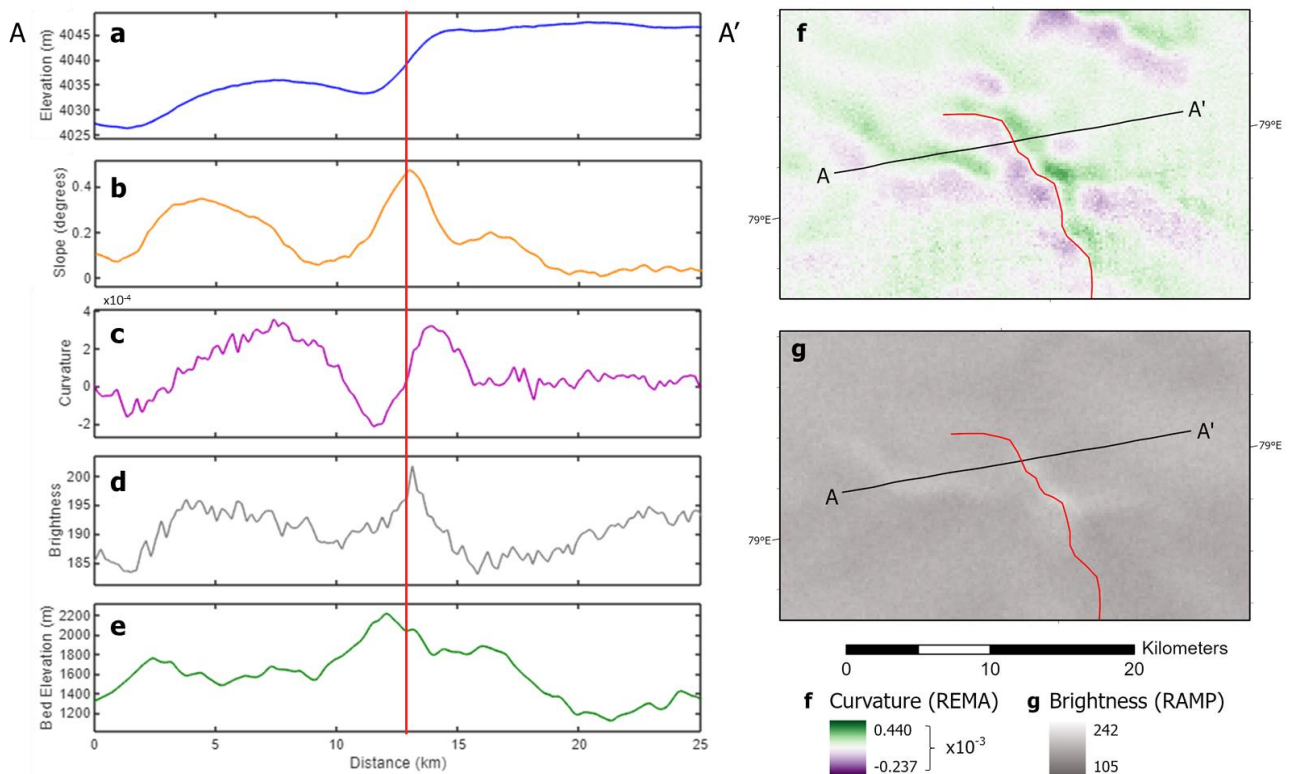 A
a
Elevation (m)
4045
4035
4030
4025
b
Slope (degrees)
0.4
0.2
0
x10-4
c
Curvature
4
2
0
-2
d
Brightness
200
195
190
185
e
Bed Elevation (m)
2200
2000
1800
1600
1400
1200
0 5 10 15 20 25
Distance (km)
A'
f
A
A'
79°E
79°E
g
A
A'
79°E
79°E
Kilometers
0 10 20
f Curvature (REMA)
0.440
-0.237
x10-3
g Brightness (RAMP)
242
105